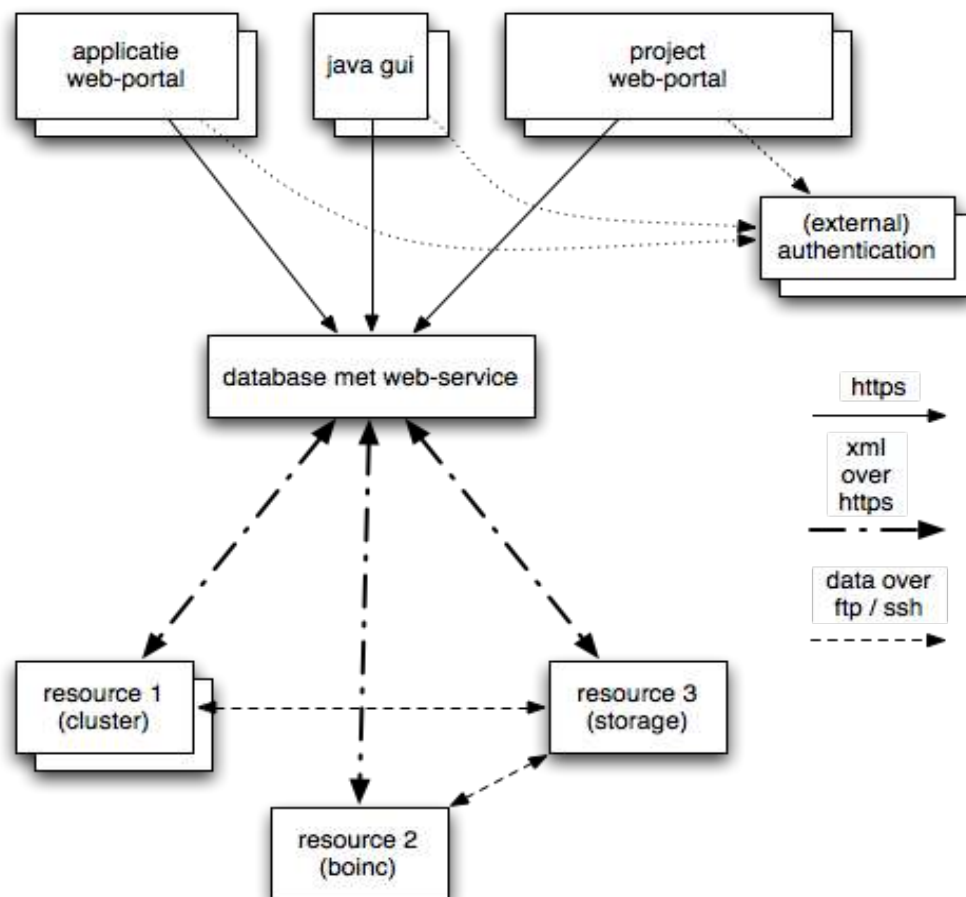 applicatie
web-portal
java gui
project
web-portal
(external)
authentication
database met web-service
https
xml
over
https
data over
ftp / ssh
resource 1
(cluster)
resource 3
(storage)
resource 2
(boinc)